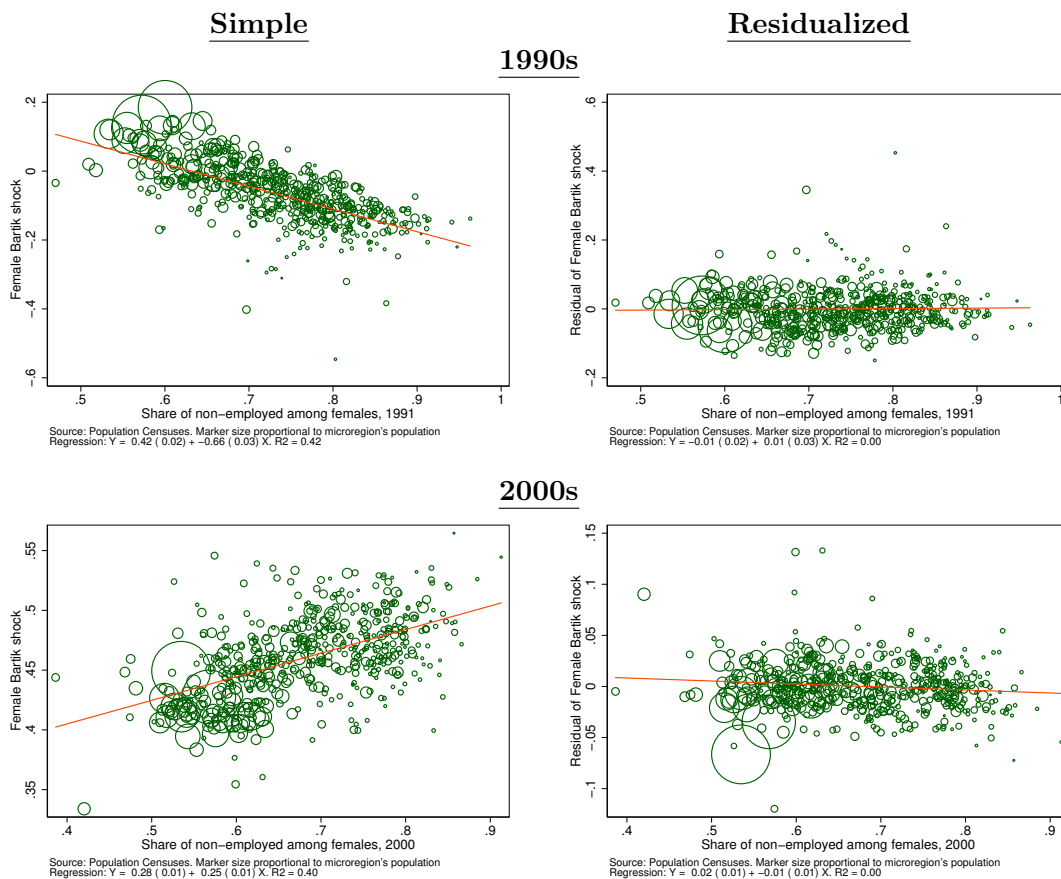 Simple
Residualized
1990s
.2
0
-.2
-.4
-.6
Female Bartik shock
.5
.6
.7
.8
.9
1
Share of non-employed among females, 1991
Source: Population Censuses. Marker size proportional to microregion's population
Regression: Y = 0.42 ( 0.02) + -0.66 ( 0.03) X. R2 = 0.42
.6
.4
.2
0
-.2
Residual of Female Bartik shock
.5
.6
.7
.8
.9
1
Share of non-employed among females, 1991
Source: Population Censuses. Marker size proportional to microregion's population
Regression: Y = -0.01 ( 0.02) + 0.01 ( 0.03) X. R2 = 0.00
2000s
.55
.5
.45
.4
.35
Female Bartik shock
.4
.5
.6
.7
.8
.9
Share of non-employed among females, 2000
Source: Population Censuses. Marker size proportional to microregion's population
Regression: Y = 0.28 ( 0.01) + 0.25 ( 0.01) X. R2 = 0.40
.15
.1
.05
0
-.05
-.1
Residual of Female Bartik shock
.4
.5
.6
.7
.8
.9
Share of non-employed among females, 2000
Source: Population Censuses. Marker size proportional to microregion's population
Regression: Y = 0.02 ( 0.01) + -0.01 ( 0.01) X. R2 = 0.00